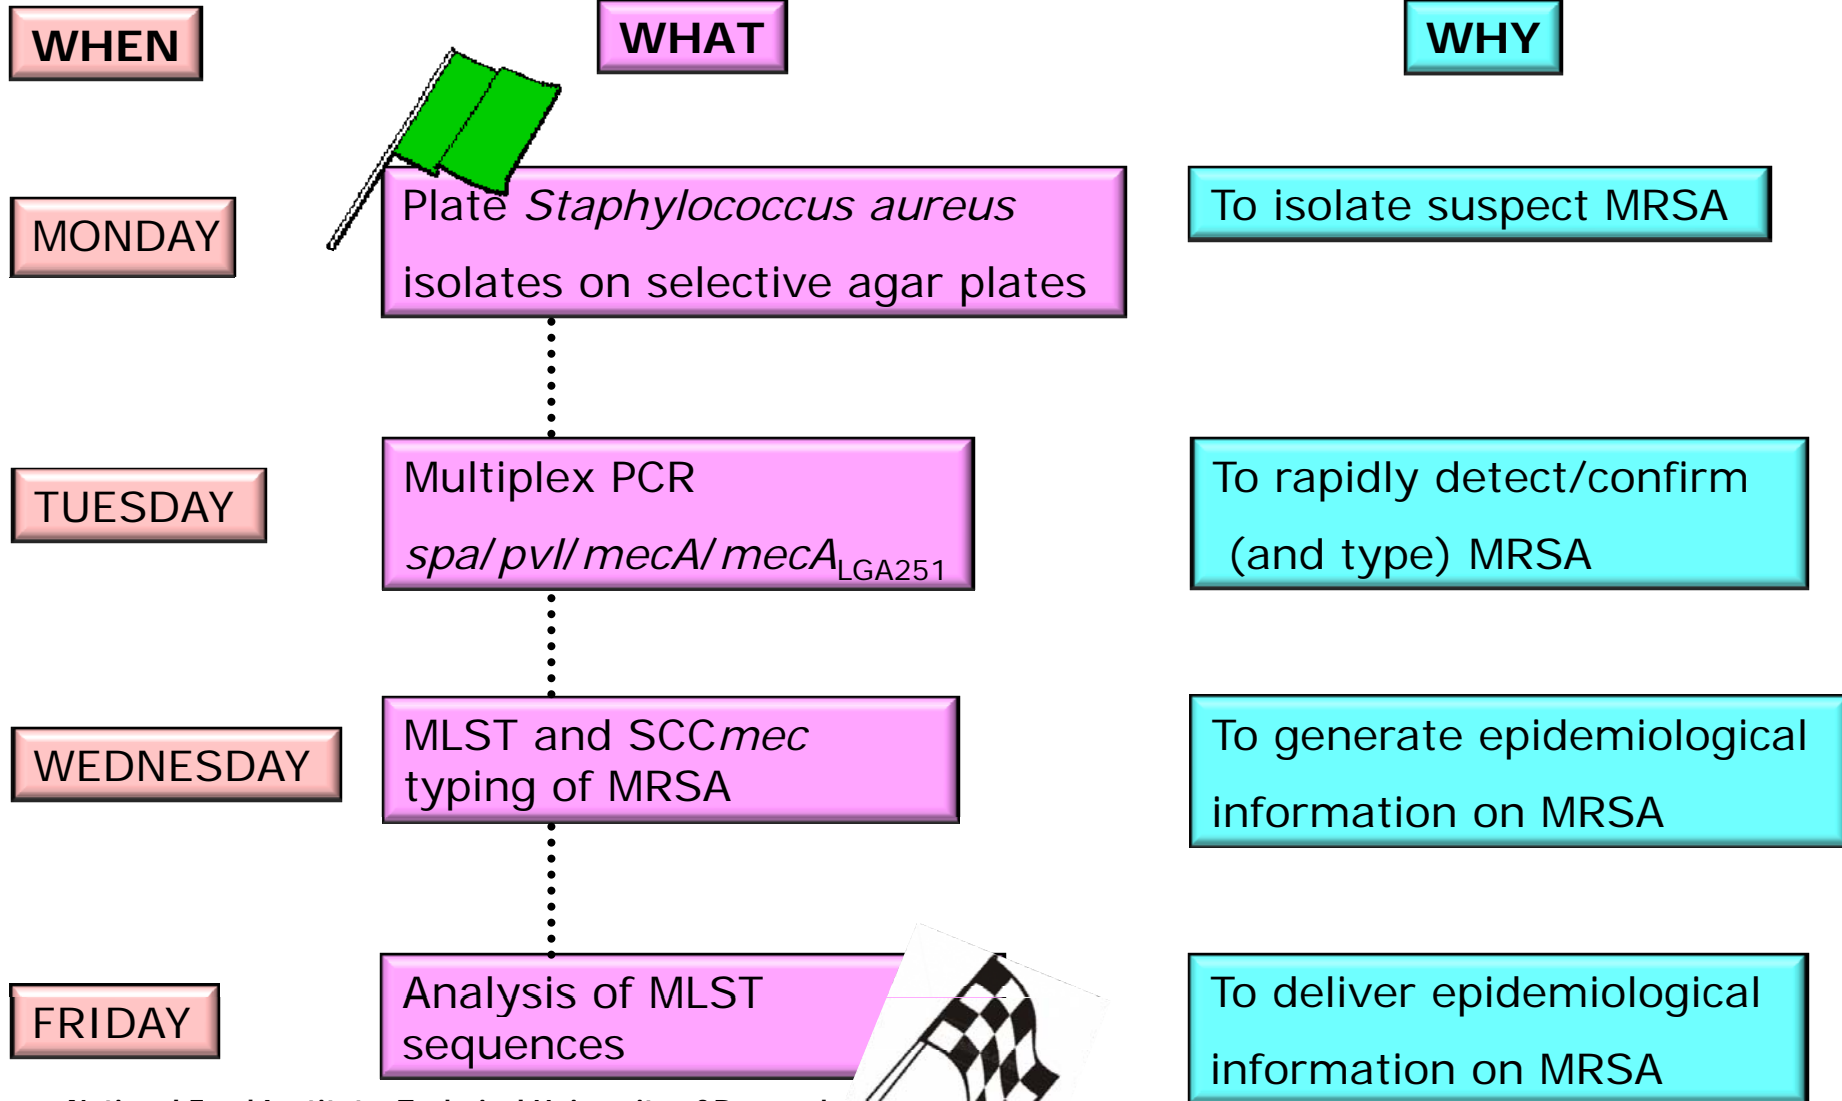 WHEN
WHAT
WHY
MONDAY
Plate Staphylococcus aureus
isolates on selective agar plates
To isolate suspect MRSA
TUESDAY
Multiplex PCR
spa/pvl/mecA/mecALGA251
To rapidly detect/confirm
(and type) MRSA
WEDNESDAY
MLST and SCCmec
typing of MRSA
To generate epidemiological
information on MRSA
FRIDAY
Analysis of MLST
sequences
To deliver epidemiological
information on MRSA